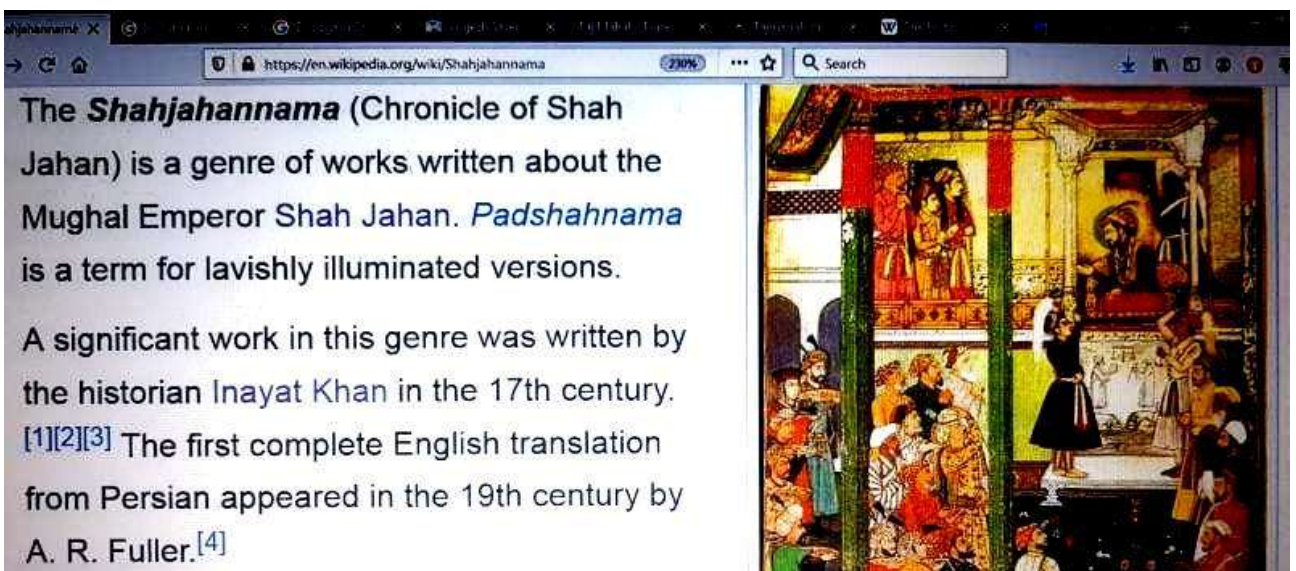 https://en.wikipedia.org/wiki/Shahjahannama
230%
Search
The Shahjahannama (Chronicle of Shah
Jahan) is a genre of works written about the
Mughal Emperor Shah Jahan. Padshahnama
is a term for lavishly illuminated versions.
A significant work in this genre was written by
the historian Inayat Khan in the 17th century.
[1][2][3] The first complete English translation
from Persian appeared in the 19th century by
A. R. Fuller.[4]